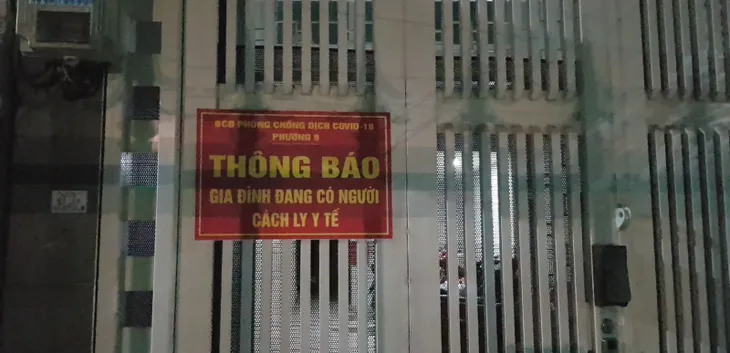 BCĐ PHÒNG CHỐNG DỊCH COVID-19
PHƯỜNG 9
THÔNG BÁO
GIA ĐÌNH ĐANG CÓ NGƯỜI
CÁCH LY Y TẾ